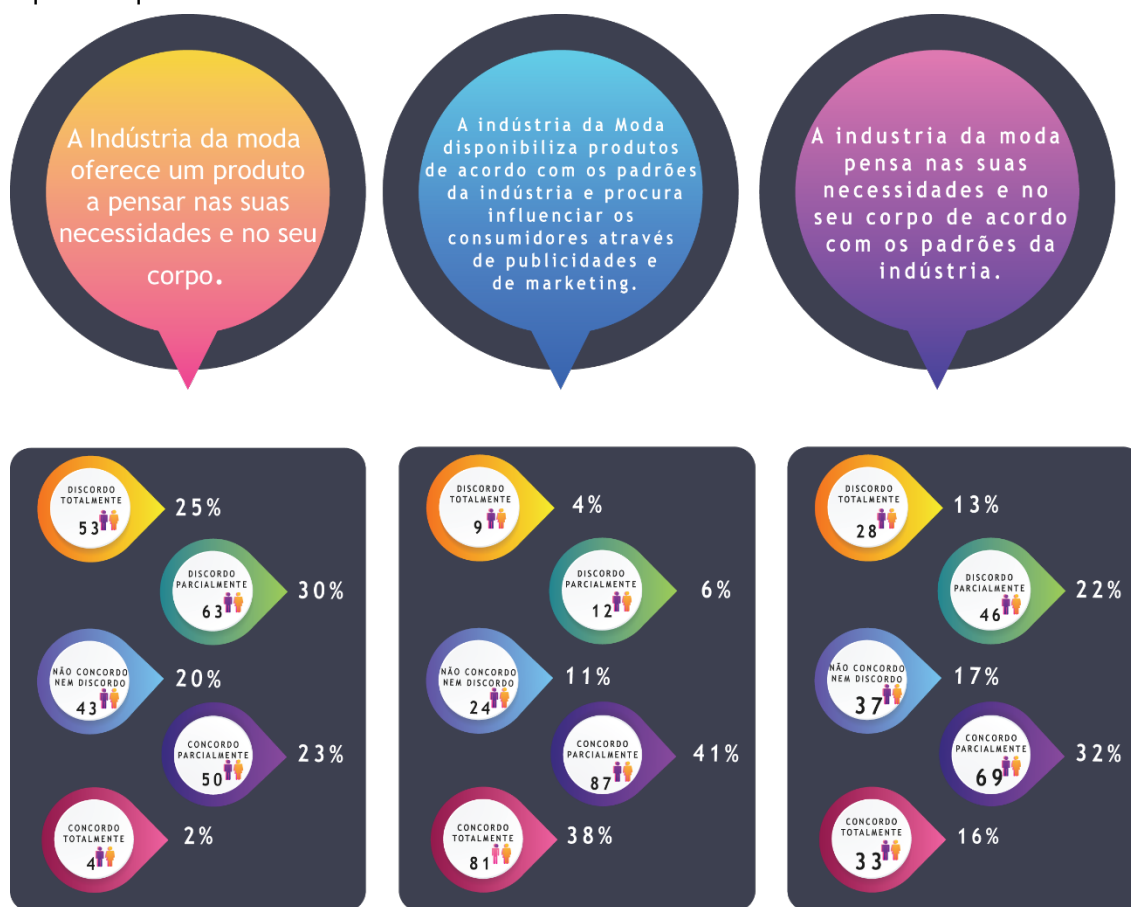 A Indústria da moda
oferece um produto
a pensar nas suas
necessidades e no seu
corpo.
A indústria da Moda
disponibiliza produtos
de acordo com os padrões
da indústria e procura
influenciar os
consumidores através
de publicidades e
de marketing.
A industria da moda
pensa nas suas
necessidades e no
seu corpo de acordo
com os padrões da
indústria.
DISCORDO
TOTALMENTE
53
25%
DISCORDO
PARCIALMENTE
63
30%
NÃO CONCORDO
NEM DISCORDO
43
20%
CONCORDO
PARCIALMENTE
50
23%
CONCORDO
TOTALMENTE
4
2%
DISCORDO
TOTALMENTE
9
4%
DISCORDO
PARCIALMENTE
12
6%
NÃO CONCORDO
NEM DISCORDO
24
11%
CONCORDO
PARCIALMENTE
87
41%
CONCORDO
TOTALMENTE
81
38%
DISCORDO
TOTALMENTE
28
13%
DISCORDO
PARCIALMENTE
46
22%
NÃO CONCORDO
NEM DISCORDO
37
17%
CONCORDO
PARCIALMENTE
69
32%
CONCORDO
TOTALMENTE
33
16%